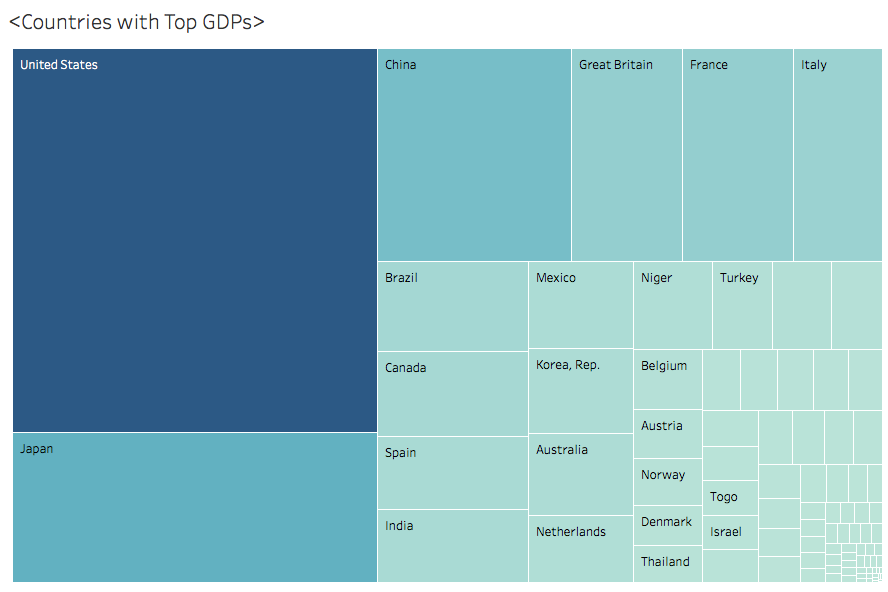 <Countries with Top GDPs>
United States
China
Great Britain
France
Italy
Brazil
Mexico
Niger
Turkey
Canada
Korea, Rep.
Belgium
Spain
Australia
Austria
Norway
India
Netherlands
Denmark
Thailand
Togo
Israel
Japan